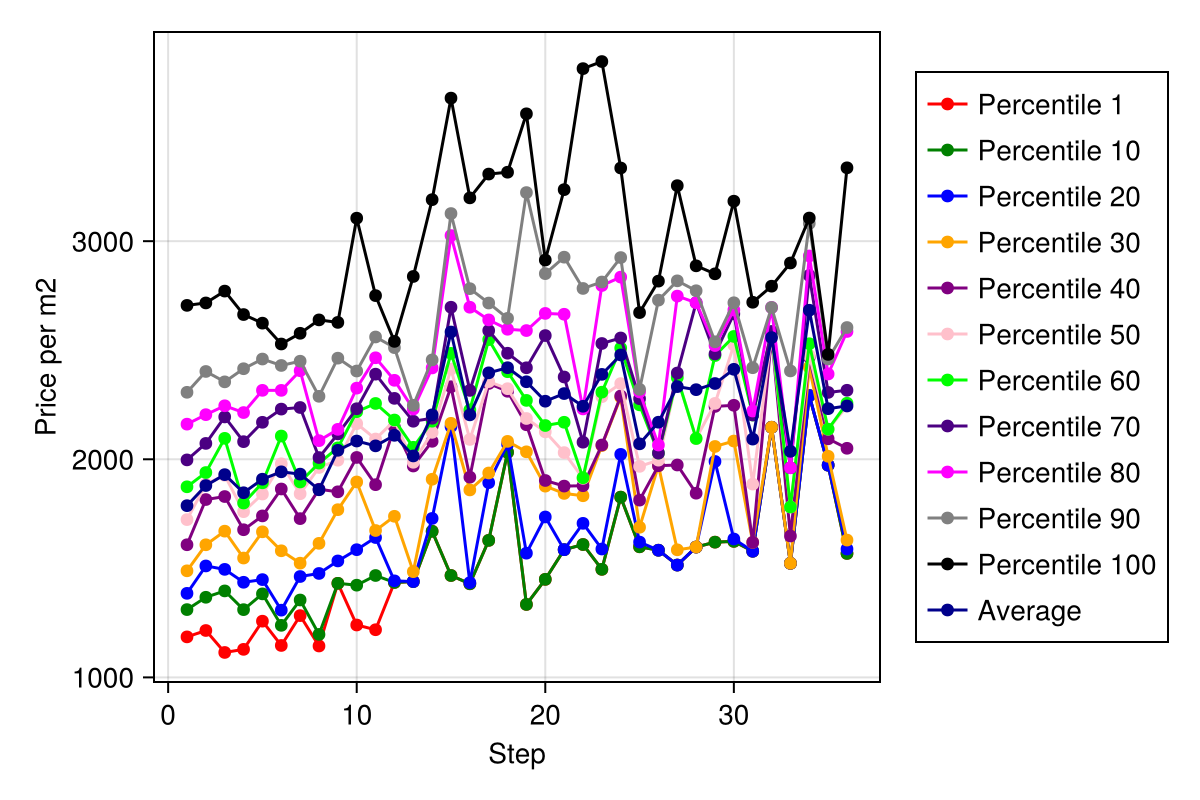 Price per m2
3000
2000
1000
0 10 20 30
Step
Percentile 1
Percentile 10
Percentile 20
Percentile 30
Percentile 40
Percentile 50
Percentile 60
Percentile 70
Percentile 80
Percentile 90
Percentile 100
Average